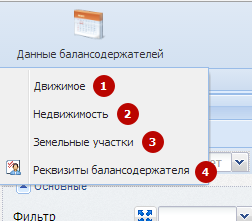 Данные балансодержателей
Движимое 1
Недвижимость 2
Земельные участки 3
Реквизиты балансодержателя 4
Основные
Фильтр